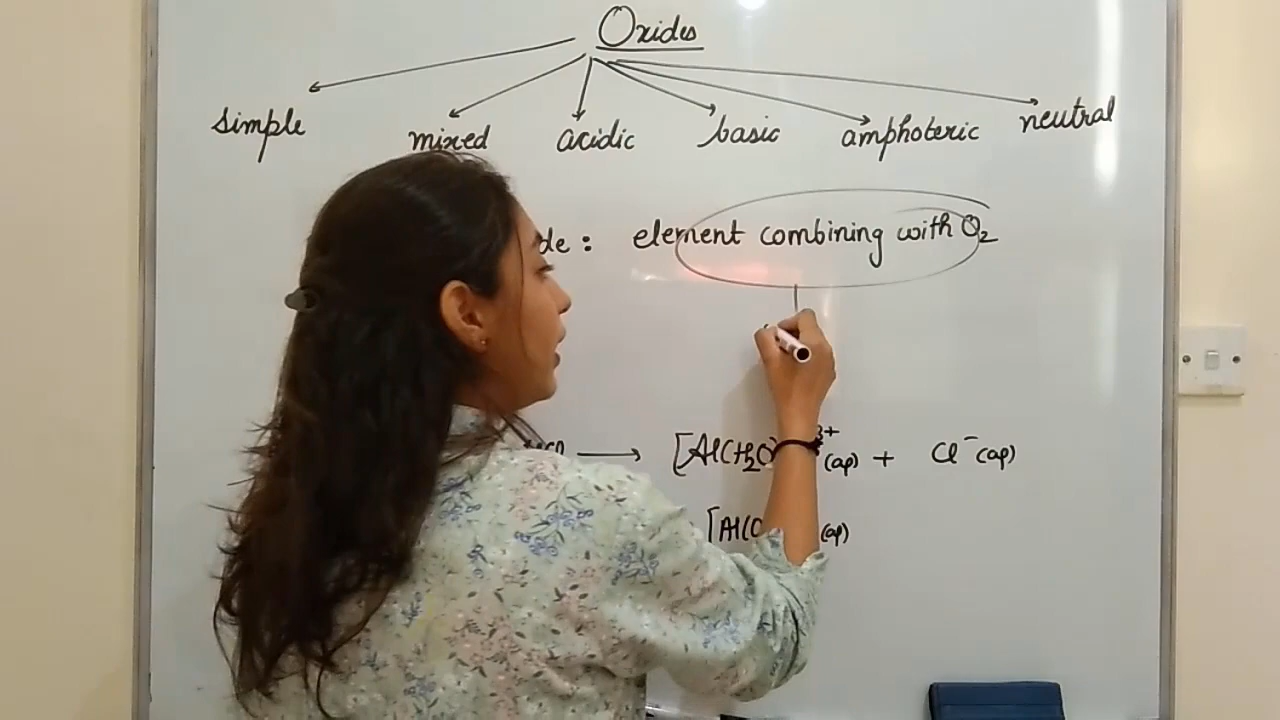 Oxides
simple mixed acidic basic amphoteric neutral
de : element combining with O₂
⟶ [Al(H₂O 3+ (aq) + Cl⁻(aq)
[Al(O (aq)